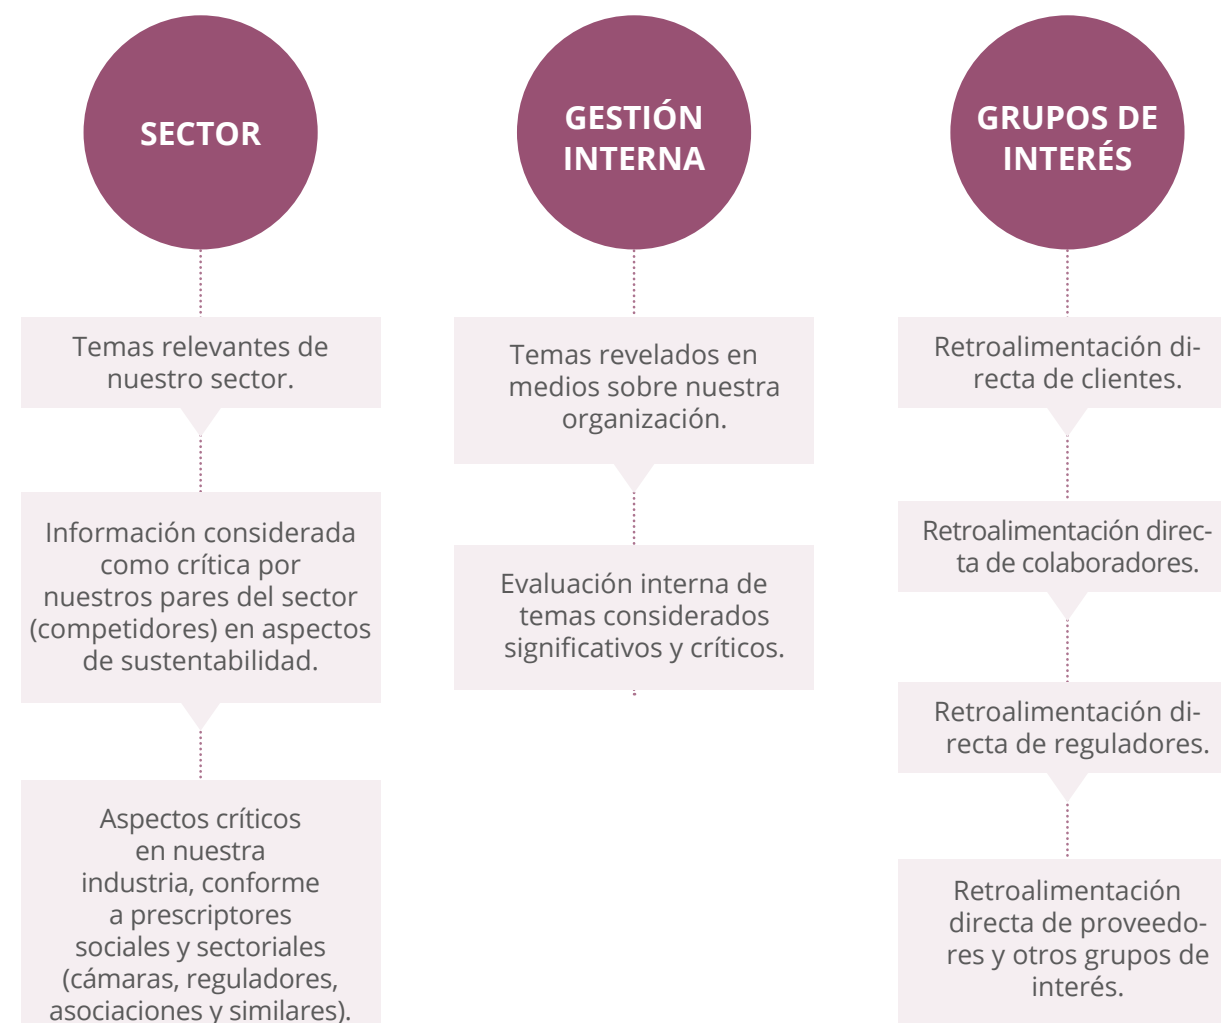 SECTOR
Temas relevantes de
nuestro sector.
Información considerada
como crítica por
nuestros pares del sector
(competidores) en aspectos
de sustentabilidad.
Aspectos críticos
en nuestra
industria, conforme
a prescriptores
sociales y sectoriales
(cámaras, reguladores,
asociaciones y similares).
GESTIÓN
INTERNA
Temas revelados en
medios sobre nuestra
organización.
Evaluación interna de
temas considerados
significativos y críticos.
GRUPOS DE
INTERÉS
Retroalimentación di-
recta de clientes.
Retroalimentación direc-
ta de colaboradores.
Retroalimentación di-
recta de reguladores.
Retroalimentación
directa de proveedo-
res y otros grupos de
interés.